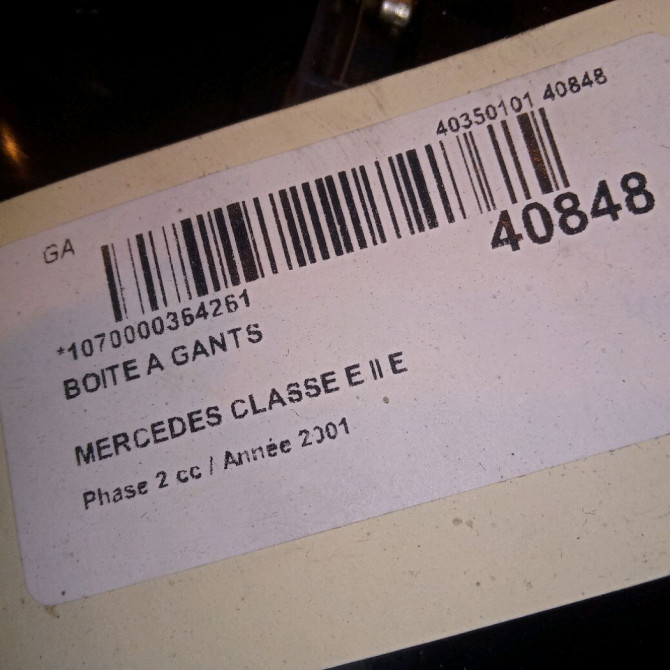 40350101 40848
GA
40848
*1070000364261
BOITE A GANTS
MERCEDES CLASSE E II E
Phase 2 cc / Année 2001